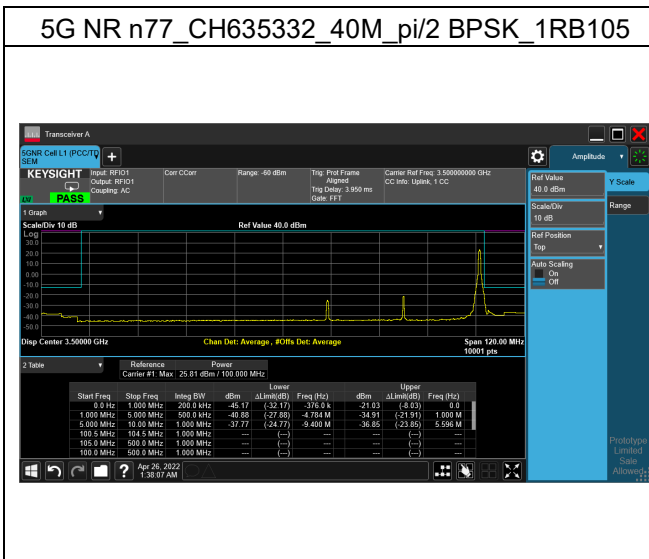 5G NR n77_CH635332_40M_pi/2 BPSK_1RB105
Transceiver A
5GNR Cell L1 (PCC/TD
SEM
Amplitude
KEYSIGHT Input: RFIO1 Corr CCorr Range: -60 dBm Trig: Prot Frame Carrier Ref Freq: 3.500000000 GHz
Output: RFIO1 Aligned CC Info: Uplink, 1 CC
Coupling: AC Trig Delay: 3.950 ms
PASS Gate: FFT
Ref Value
40.0 dBm
Y Scale
Scale/Div
10 dB
Range
Ref Position
Top
Auto Scaling
On
Off
1 Graph
Scale/Div 10 dB Ref Value 40.0 dBm
Log
30.0
20.0
10.0
0.00
-10.0
-20.0
-30.0
-40.0
-50.0
Disp Center 3.50000 GHz Chan Det: Average , #Offs Det: Average Span 120.00 MHz
10001 pts
2 Table Reference Power
Carrier #1: Max 25.81 dBm / 100.000 MHz
Lower Upper
Start Freq Stop Freq Integ BW dBm ΔLimit(dB) Freq (Hz) dBm ΔLimit(dB) Freq (Hz)
0.0 Hz 1.000 MHz 200.0 kHz -45.17 (-32.17) -376.0 k -21.03 (-8.03) 0.0
1.000 MHz 5.000 MHz 500.0 kHz -40.88 (-27.88) -4.784 M -34.91 (-21.91) 1.000 M
5.000 MHz 10.00 MHz 1.000 MHz -37.77 (-24.77) -9.400 M -36.85 (-23.85) 5.596 M
100.5 MHz 104.5 MHz 1.000 MHz --- (---) --- --- (---) ---
105.0 MHz 500.0 MHz 1.000 MHz --- (---) --- --- (---) ---
100.0 MHz 500.0 MHz 1.000 MHz --- (---) --- --- (---) ---
Prototype
Limited
Sale
Allowed
Apr 26, 2022
1:38:07 AM